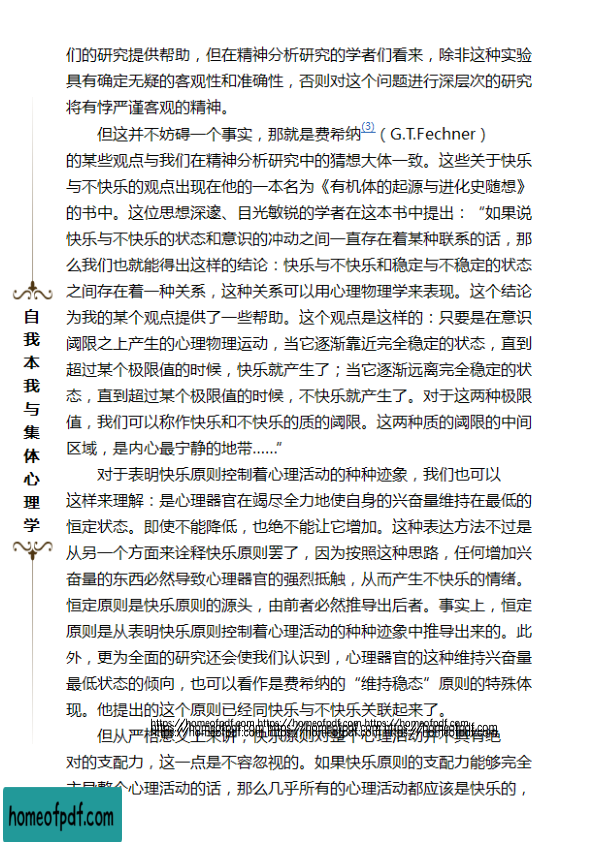 们的研究提供帮助，但在精神分析研究的学者们看来，除非这种实验
具有确定无疑的客观性和准确性，否则对这个问题进行深层次的研究
将有悖严谨客观的精神。
但这并不妨碍一个事实，那就是费希纳(3)（G.T.Fechner）
的某些观点与我们在精神分析研究中的猜想大体一致。这些关于快乐
与不快乐的观点出现在他的一本名为《有机体的起源与进化史随想》
的书中。这位思想深邃、目光敏锐的学者在这本书中提出：“如果说
快乐与不快乐的状态和意识的冲动之间一直存在着某种联系的话，那
么我们也就能得出这样的结论：快乐与不快乐和稳定与不稳定的状态
之间存在着一种关系，这种关系可以用心理物理学来表现。这个结论
为我的某个观点提供了一些帮助。这个观点是这样的：只要是在意识
阈限之上产生的心理物理运动，当它逐渐靠近完全稳定的状态，直到
超过某个极限值的时候，快乐就产生了；当它逐渐远离完全稳定的状
态，直到超过某个极限值的时候，不快乐就产生了。对于这两种极限
值，我们可以称作快乐和不快乐的质的阈限。这两种质的阈限的中间
区域，是内心最宁静的地带……”
对于表明快乐原则控制着心理活动的种种迹象，我们也可以
这样来理解：是心理器官在竭尽全力地使自身的兴奋量维持在最低的
恒定状态。即使不能降低，也绝不能让它增加。这种表达方法不过是
从另一个方面来诠释快乐原则罢了，因为按照这种思路，任何增加兴
奋量的东西必然导致心理器官的强烈抵触，从而产生不快乐的情绪。
恒定原则是快乐原则的源头，由前者必然推导出后者。事实上，恒定
原则是从表明快乐原则控制着心理活动的种种迹象中推导出来的。此
外，更为全面的研究还会使我们认识到，心理器官的这种维持兴奋量
最低状态的倾向，也可以看作是费希纳的“维持稳态”原则的特殊体
现。他提出的这个原则已经同快乐与不快乐关联起来了。
https://homeofpdf.com https://homeofpdf.com https://homeofpdf.com
https://homeofpdf.com https://homeofpdf.com https://homeofpdf.com
但从严格意义上来讲，快乐原则对整个心理活动并不具有绝
对的支配力，这一点是不容忽视的。如果快乐原则的支配力能够完全
主导整个心理活动的话，那么几乎所有的心理活动都应该是快乐的，
自我本我与集体心理学
homeofpdf.com